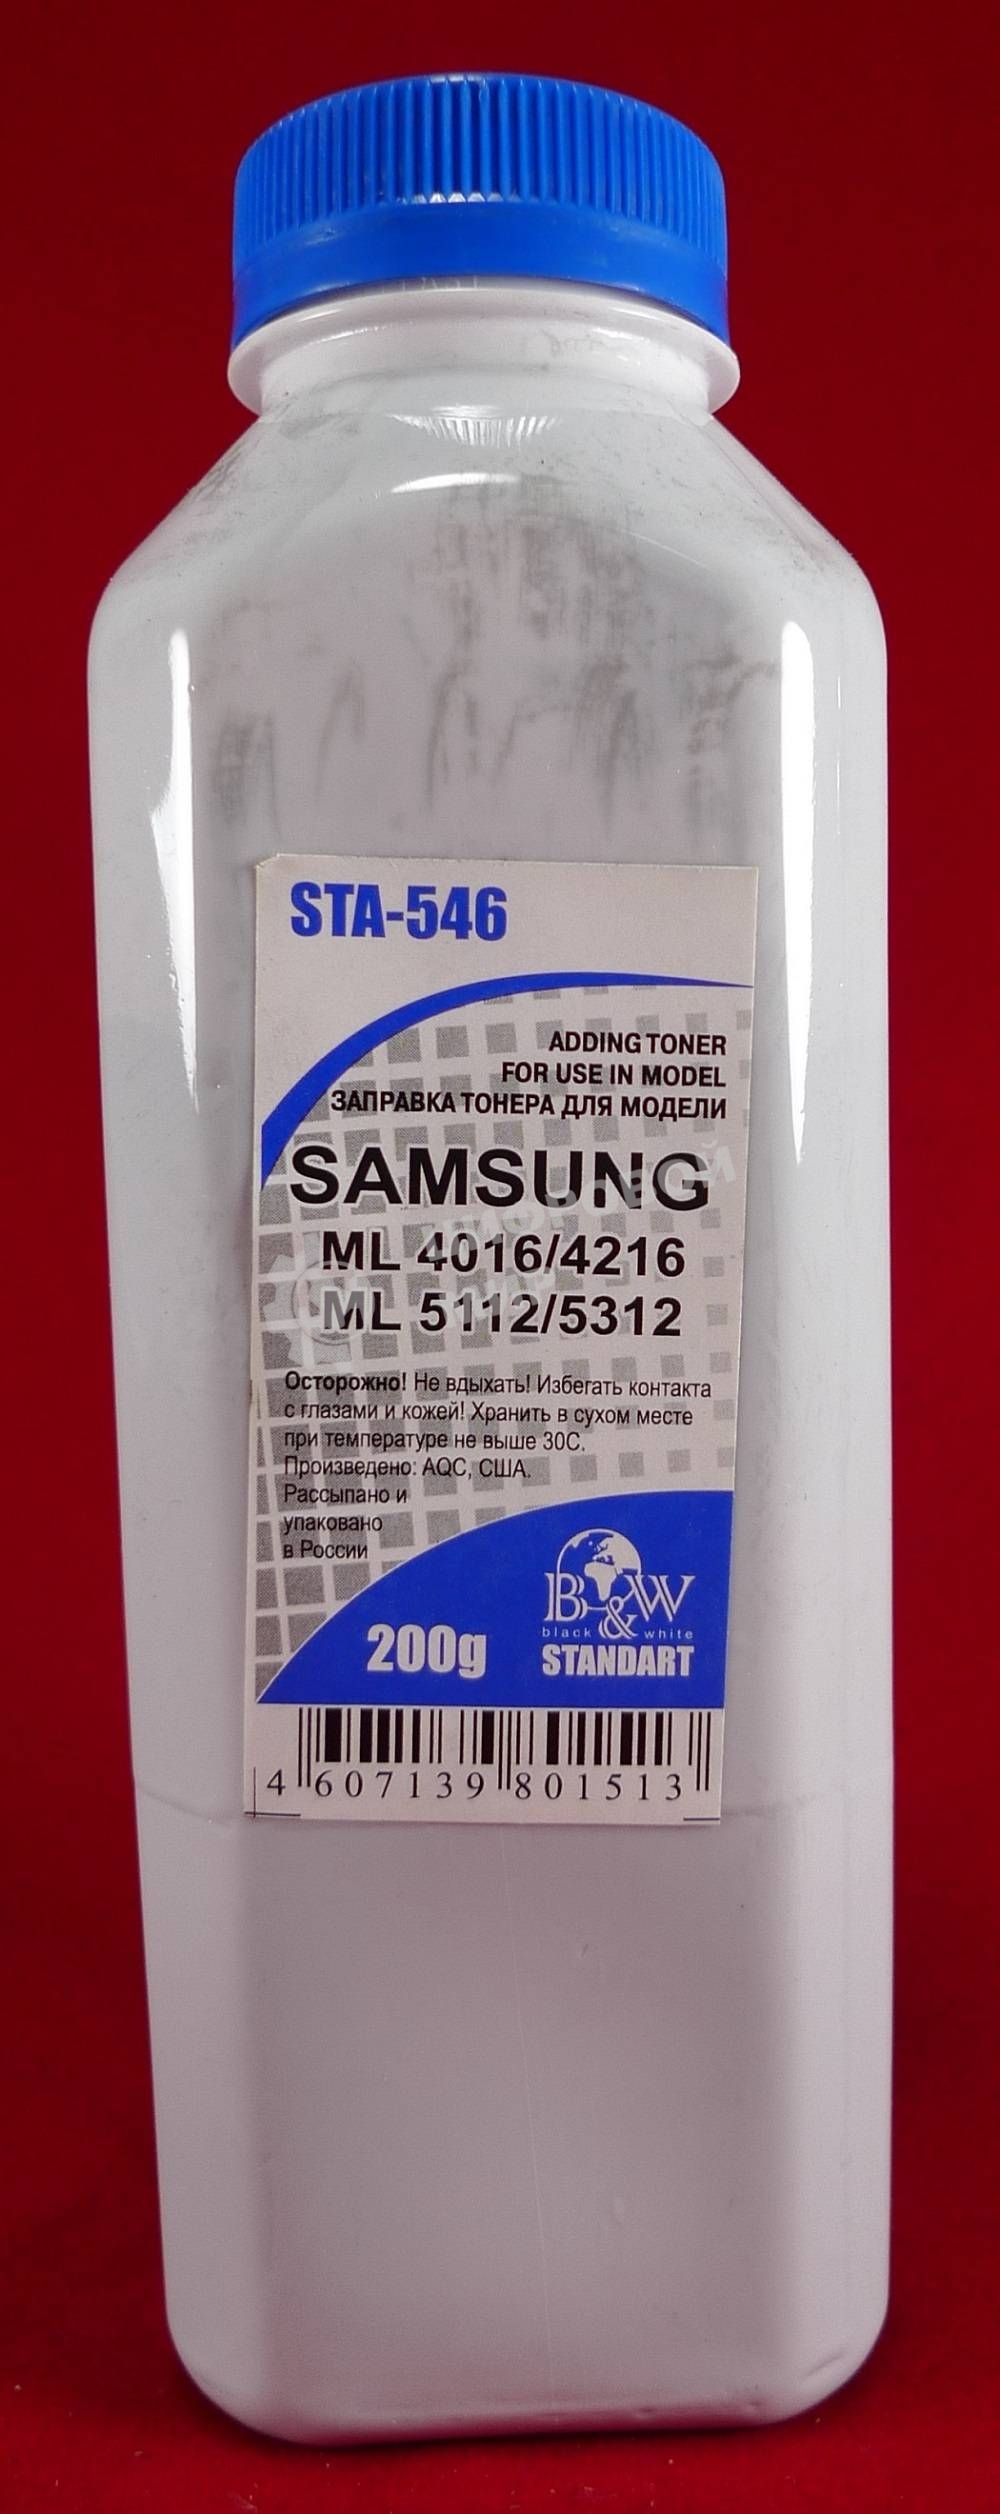 STA-546
ADDING TONER
FOR USE IN MODEL
ЗАПРАВКА ТОНЕРА ДЛЯ МОДЕЛИ
SAMSUNG
ML 4016/4216
ML 5112/5312
Осторожно! Не вдыхать! Избегать контакта
с глазами и кожей! Хранить в сухом месте
при температуре не выше 30С.
Произведено: AQC, США.
Рассыпано и
упаковано
в России
B&W
black white
200g
STANDART
4 607139 801513